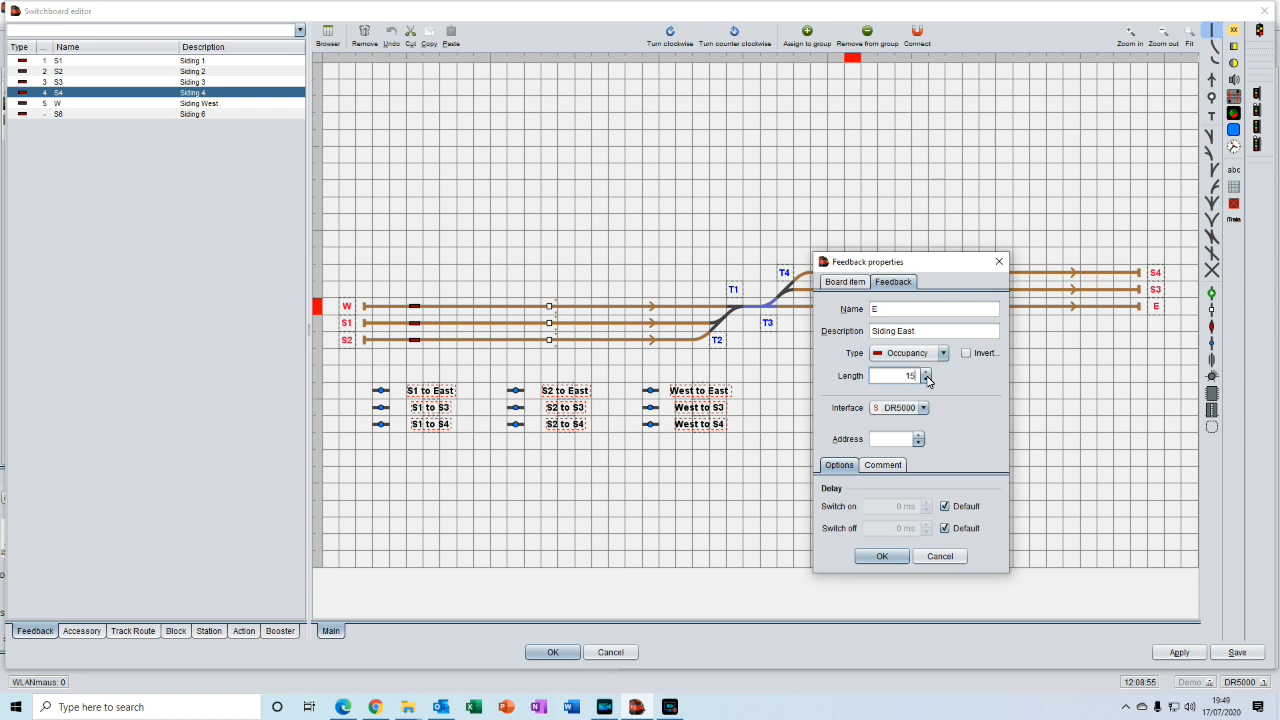 Switchboard editor
Browser Remove Undo Cut Copy Paste Turn clockwise Turn counter clockwise Assign to group Remove from group Connect Zoom in Zoom out Fit
Type ... Name Description
1 S1 Siding 1
2 S2 Siding 2
3 S3 Siding 3
4 S4 Siding 4
5 W Siding West
- S6 Siding 6
abc
T4 S4
T1 S3
W E
S1 T3
S2 T2
S1 to East S2 to East West to East
S1 to S3 S2 to S3 West to S3
S1 to S4 S2 to S4 West to S4
Feedback properties
Board item Feedback
Name E
Description Siding East
Type Occupancy Invert...
Length 15
Interface S DR5000
Address
Options Comment
Delay
Switch on 0 ms Default
Switch off 0 ms Default
OK Cancel
Feedback Accessory Track Route Block Station Action Booster Main
OK Cancel Apply Save
WLANmaus: 0 12:08:55 Demo DR5000
Type here to search
19:49
17/07/2020